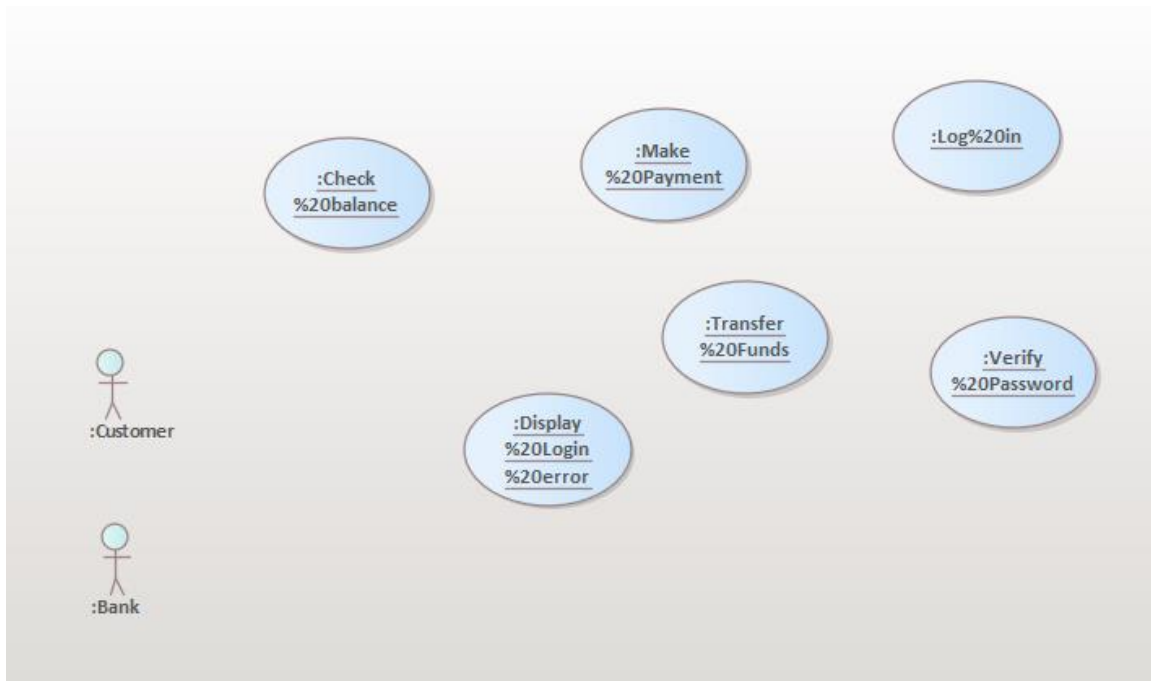 :Check
%20balance
:Make
%20Payment
:Log%20in
:Transfer
%20Funds
:Verify
%20Password
:Customer
:Display
%20Login
%20error
:Bank